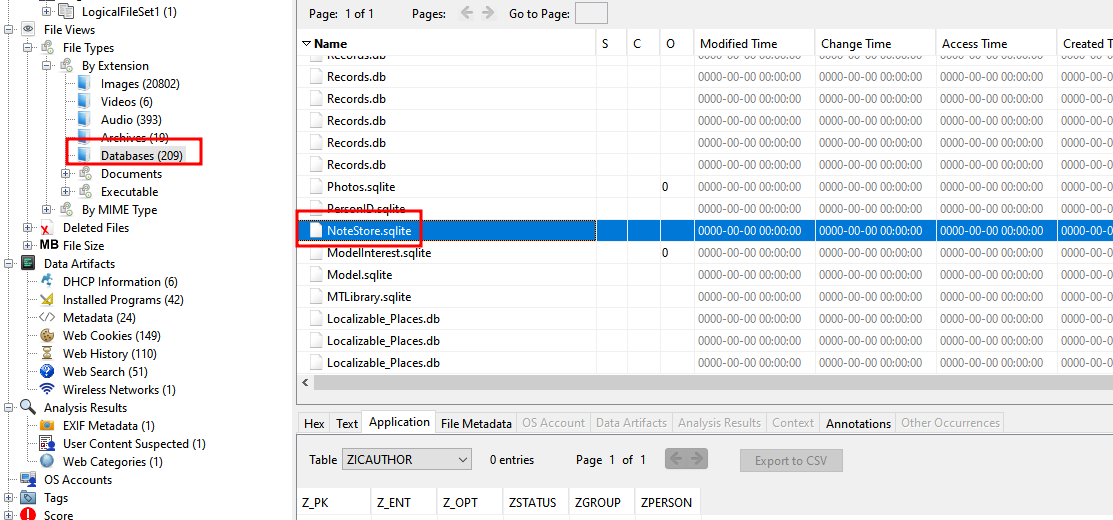 LogicalFileSet1 (1)
File Views
File Types
By Extension
Images (20802)
Videos (6)
Audio (393)
Archives (19)
Databases (209)
Documents
Executable
By MIME Type
Deleted Files
MB File Size
Data Artifacts
DHCP Information (6)
Installed Programs (42)
Metadata (24)
Web Cookies (149)
Web History (110)
Web Search (51)
Wireless Networks (1)
Analysis Results
EXIF Metadata (1)
User Content Suspected (1)
Web Categories (1)
OS Accounts
Tags
Score
Page: 1 of 1 Pages: Go to Page:
Name S C O Modified Time Change Time Access Time Created T
Records.db 0000-00-00 00:00:00 0000-00-00 00:00:00 0000-00-00 00:00:00 0000-00
Records.db 0000-00-00 00:00:00 0000-00-00 00:00:00 0000-00-00 00:00:00 0000-00
Records.db 0000-00-00 00:00:00 0000-00-00 00:00:00 0000-00-00 00:00:00 0000-00
Records.db 0000-00-00 00:00:00 0000-00-00 00:00:00 0000-00-00 00:00:00 0000-00
Records.db 0000-00-00 00:00:00 0000-00-00 00:00:00 0000-00-00 00:00:00 0000-00
Records.db 0000-00-00 00:00:00 0000-00-00 00:00:00 0000-00-00 00:00:00 0000-00
Photos.sqlite 0 0000-00-00 00:00:00 0000-00-00 00:00:00 0000-00-00 00:00:00 0000-00
PersonID.sqlite 0000-00-00 00:00:00 0000-00-00 00:00:00 0000-00-00 00:00:00 0000-00
NoteStore.sqlite 0000-00-00 00:00:00 0000-00-00 00:00:00 0000-00-00 00:00:00 0000-00
ModelInterest.sqlite 0 0000-00-00 00:00:00 0000-00-00 00:00:00 0000-00-00 00:00:00 0000-00
Model.sqlite 0000-00-00 00:00:00 0000-00-00 00:00:00 0000-00-00 00:00:00 0000-00
MTLibrary.sqlite 0000-00-00 00:00:00 0000-00-00 00:00:00 0000-00-00 00:00:00 0000-00
Localizable_Places.db 0000-00-00 00:00:00 0000-00-00 00:00:00 0000-00-00 00:00:00 0000-00
Localizable_Places.db 0000-00-00 00:00:00 0000-00-00 00:00:00 0000-00-00 00:00:00 0000-00
Localizable_Places.db 0000-00-00 00:00:00 0000-00-00 00:00:00 0000-00-00 00:00:00 0000-00
Hex Text Application File Metadata OS Account Data Artifacts Analysis Results Context Annotations Other Occurrences
Table ZICAUTHOR 0 entries Page 1 of 1 Export to CSV
Z_PK Z_ENT Z_OPT ZSTATUS ZGROUP ZPERSON